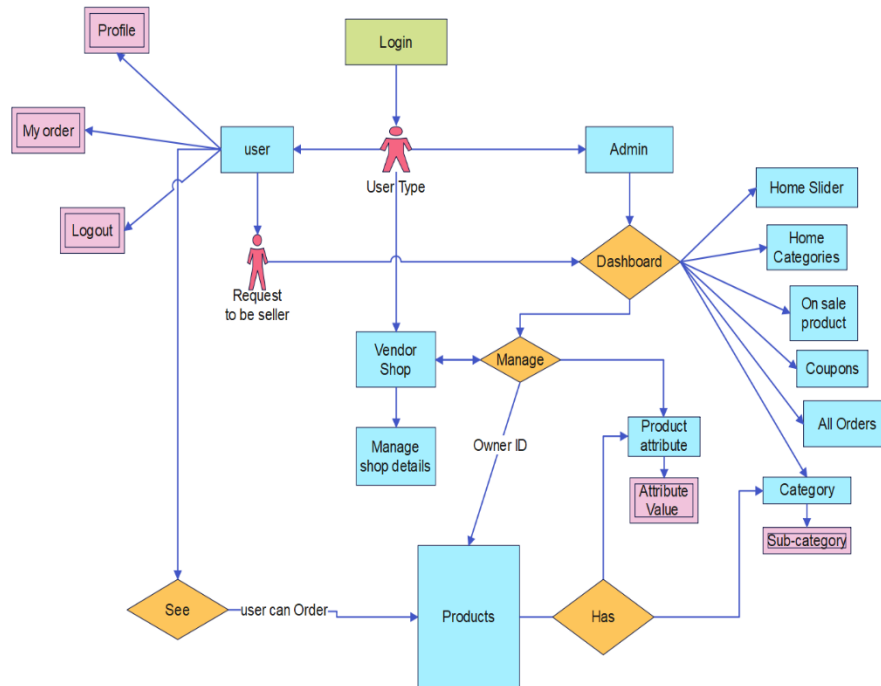 Profile
Login
My order
user
Admin
User Type
Home Slider
Logout
Home
Categories
Dashboard
Request
to be seller
On sale
product
Vendor
Shop
Manage
Coupons
All Orders
Product
attribute
Owner ID
Manage
shop details
Attribute
Value
Category
Sub-category
See
user can Order
Products
Has